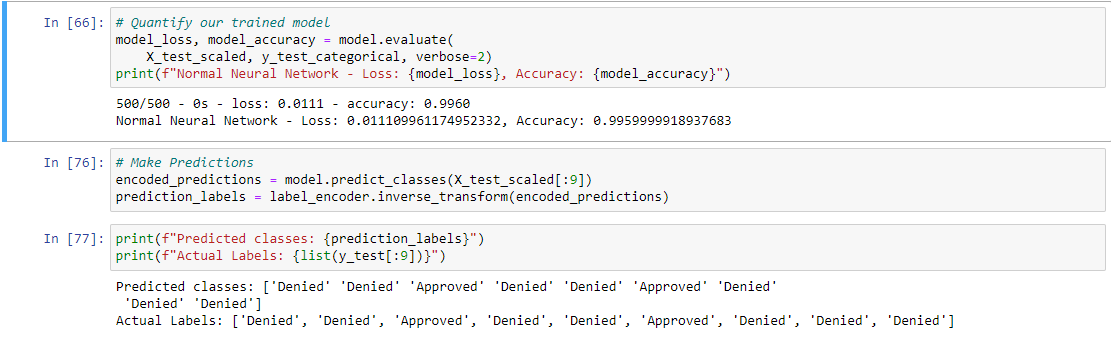 In [66]: # Quantify our trained model
model_loss, model_accuracy = model.evaluate(
    X_test_scaled, y_test_categorical, verbose=2)
print(f"Normal Neural Network - Loss: {model_loss}, Accuracy: {model_accuracy}")
500/500 - 0s - loss: 0.0111 - accuracy: 0.9960
Normal Neural Network - Loss: 0.011109961174952332, Accuracy: 0.9959999918937683
In [76]: # Make Predictions
encoded_predictions = model.predict_classes(X_test_scaled[:9])
prediction_labels = label_encoder.inverse_transform(encoded_predictions)
In [77]: print(f"Predicted classes: {prediction_labels}")
print(f"Actual Labels: {list(y_test[:9])}")
Predicted classes: ['Denied' 'Denied' 'Approved' 'Denied' 'Denied' 'Approved' 'Denied'
 'Denied' 'Denied']
Actual Labels: ['Denied', 'Denied', 'Approved', 'Denied', 'Denied', 'Approved', 'Denied', 'Denied', 'Denied']